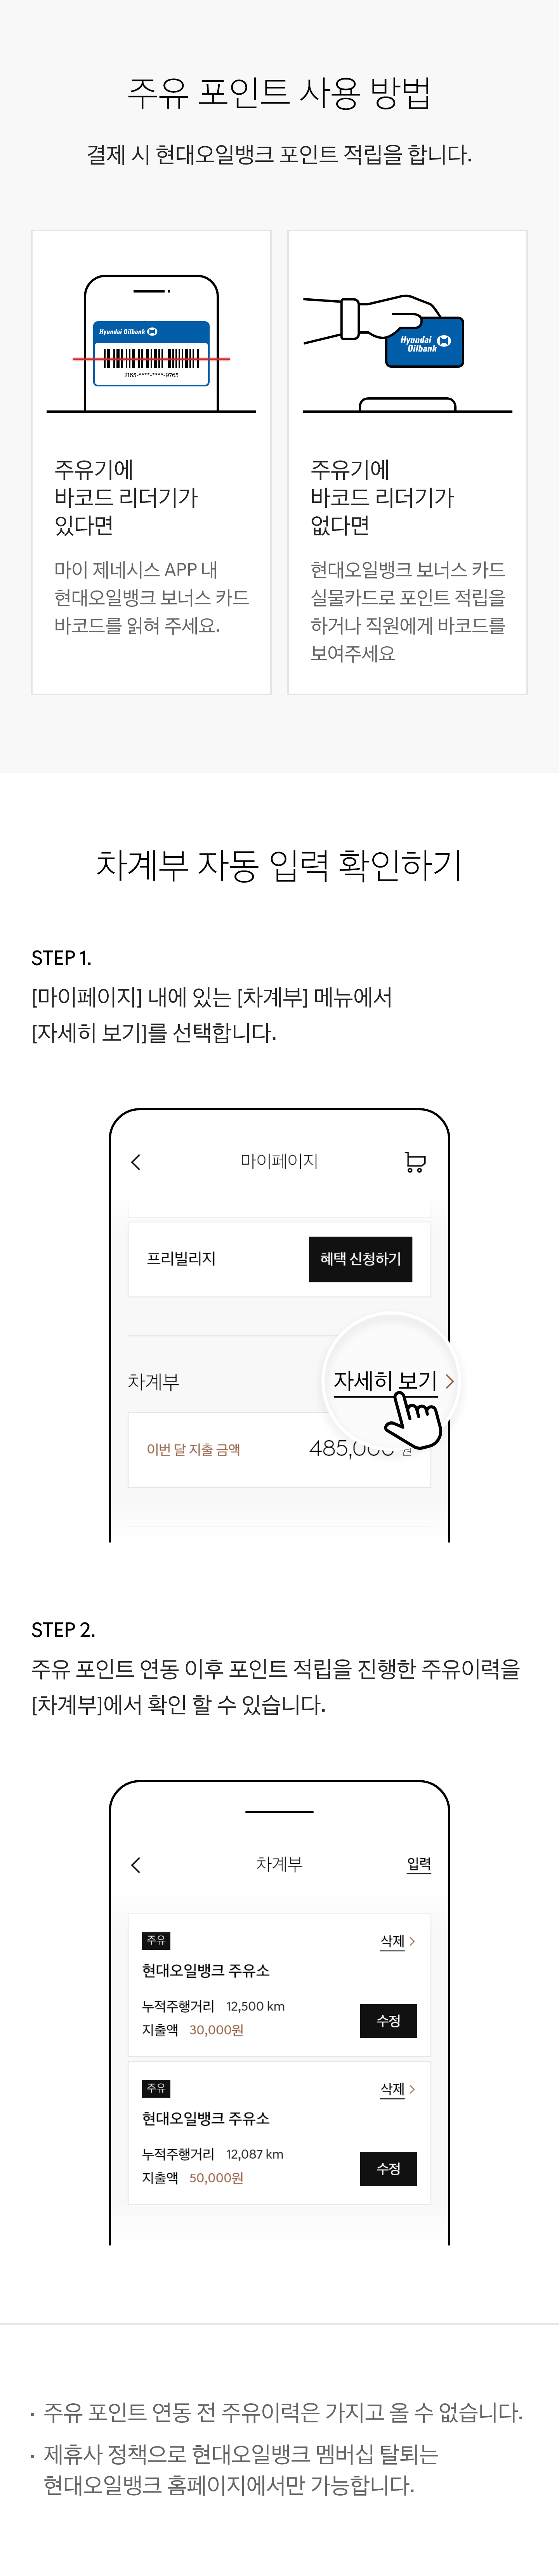 주유 포인트 사용 방법
결제 시 현대오일뱅크 포인트 적립을 합니다.
Hyundai Oilbank
2165-****-****-9765
주유기에
바코드 리더기가
있다면
마이 제네시스 APP 내
현대오일뱅크 보너스 카드
바코드를 읽혀 주세요.
Hyundai
Oilbank
주유기에
바코드 리더기가
없다면
현대오일뱅크 보너스 카드
실물카드로 포인트 적립을
하거나 직원에게 바코드를
보여주세요
차계부 자동 입력 확인하기
STEP 1.
[마이페이지] 내에 있는 [차계부] 메뉴에서
[자세히 보기]를 선택합니다.
마이페이지
프리빌리지
혜택 신청하기
차계부
자세히 보기
이번 달 지출 금액
485,000 원
STEP 2.
주유 포인트 연동 이후 포인트 적립을 진행한 주유이력을
[차계부]에서 확인 할 수 있습니다.
차계부
입력
주유
삭제
현대오일뱅크 주유소
누적주행거리 12,500 km
지출액 30,000원
수정
주유
삭제
현대오일뱅크 주유소
누적주행거리 12,087 km
지출액 50,000원
수정
· 주유 포인트 연동 전 주유이력은 가지고 올 수 없습니다.
· 제휴사 정책으로 현대오일뱅크 멤버십 탈퇴는
현대오일뱅크 홈페이지에서만 가능합니다.